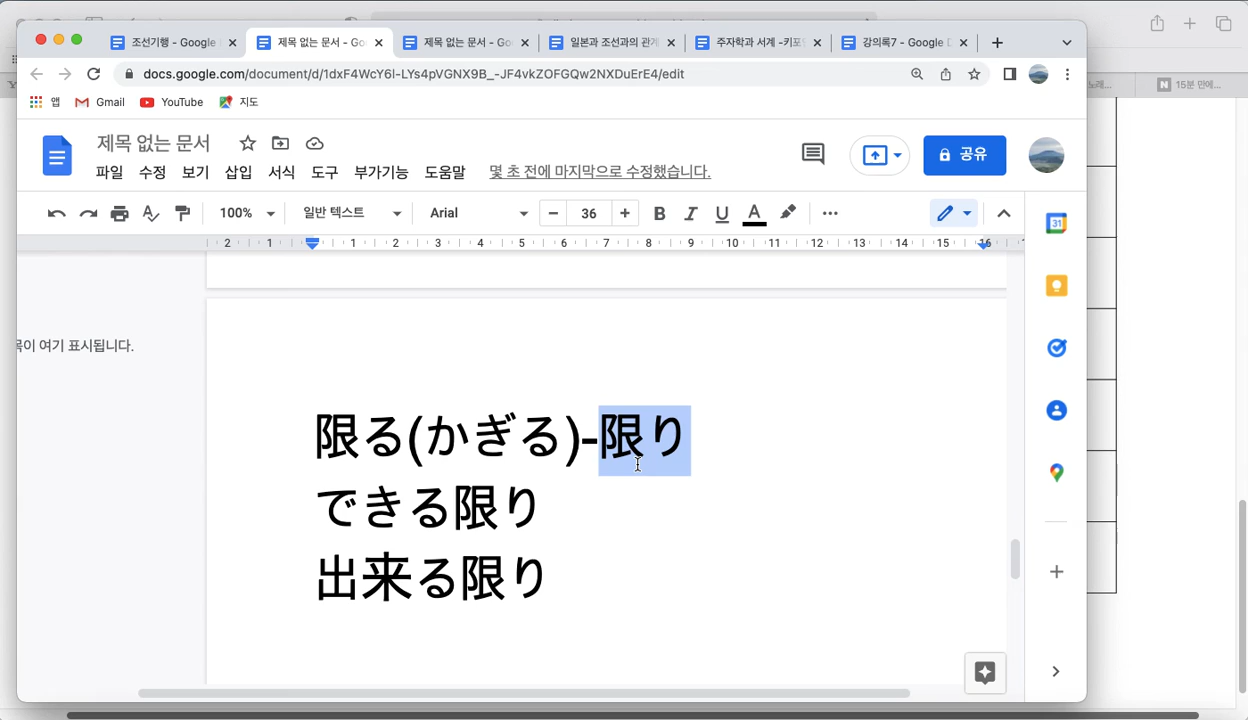 조선기행 - Google
제목 없는 문서 - Go
제목 없는 문서 - Go
일본과 조선과의 관계
주자학과 서계 -키포인
강의록7 - Google D
docs.google.com/document/d/1dxF4WcY6l-LYs4pVGNX9B_-JF4vkZOFGQw2NXDuErE4/edit
앱
Gmail
YouTube
지도
노래...
15분 만에...
제목 없는 문서
파일 수정 보기 삽입 서식 도구 부가기능 도움말 몇 초 전에 마지막으로 수정했습니다.
공유
100% 일반 텍스트 Arial 36 B I U A
2 1 1 2 3 4 5 6 7 8 9 10 11 12 13 14 15 16
31
이 여기 표시됩니다.
限る(かぎる)-限り
できる限り
出来る限り